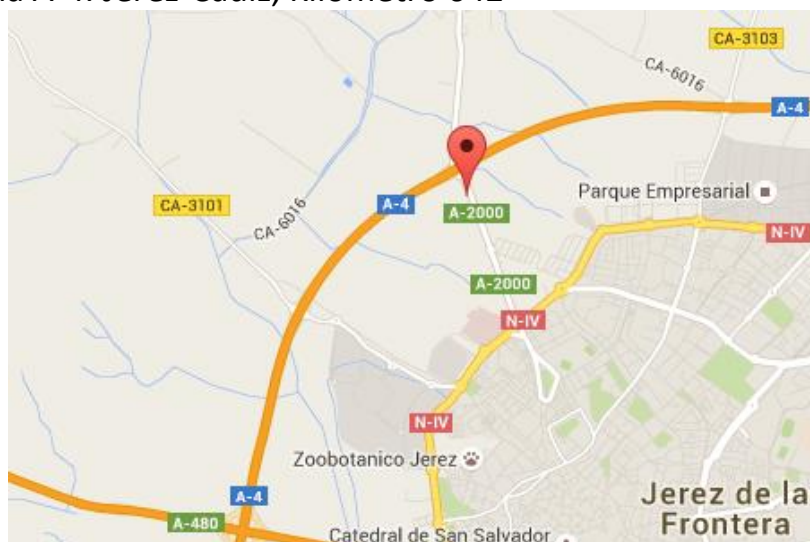 CA-3103
CA-6016
A-4
Parque Empresarial
CA-3101
A-4
CA-6016
A-2000
N-IV
A-2000
N-IV
N-IV
Zoobotanico Jerez
A-4
Jerez de la
Frontera
A-480
Catedral de San Salvador